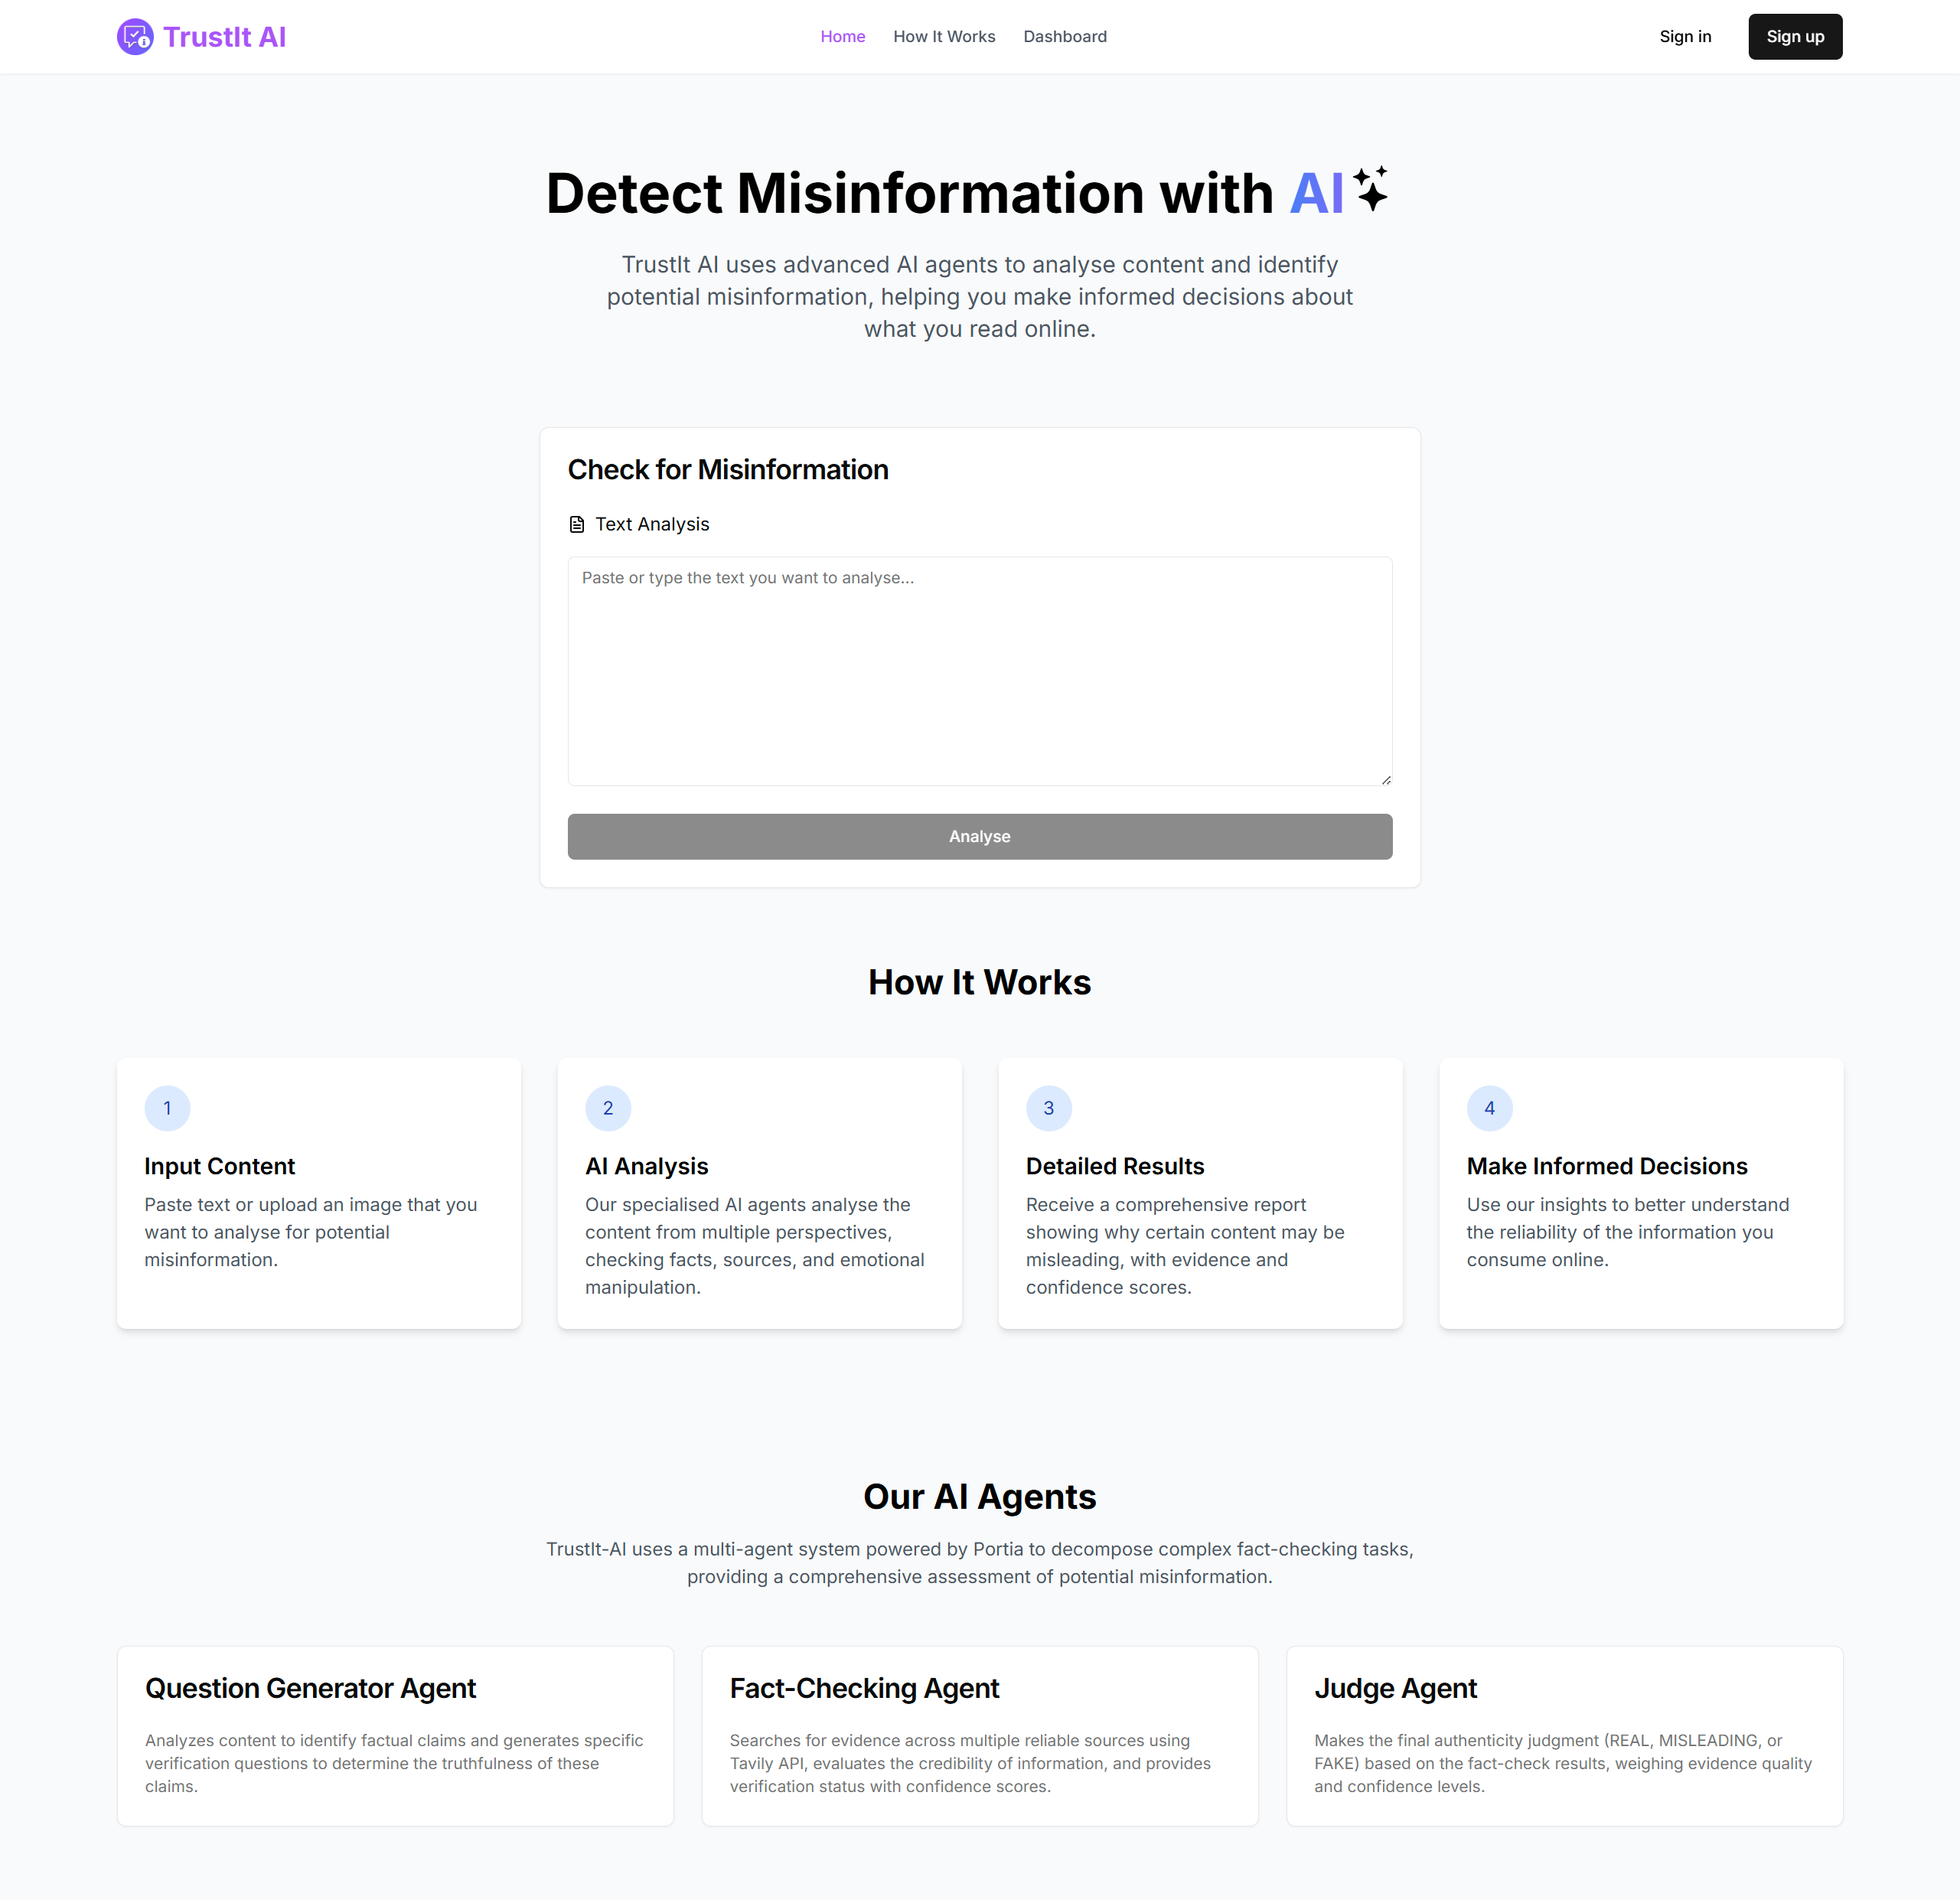 TrustIt AI
Home
How It Works
Dashboard
Sign in
Sign up
Detect Misinformation with AI
TrustIt AI uses advanced AI agents to analyse content and identify
potential misinformation, helping you make informed decisions about
what you read online.
Check for Misinformation
Text Analysis
Paste or type the text you want to analyse...
Analyse
How It Works
1
Input Content
Paste text or upload an image that you
want to analyse for potential
misinformation.
2
AI Analysis
Our specialised AI agents analyse the
content from multiple perspectives,
checking facts, sources, and emotional
manipulation.
3
Detailed Results
Receive a comprehensive report
showing why certain content may be
misleading, with evidence and
confidence scores.
4
Make Informed Decisions
Use our insights to better understand
the reliability of the information you
consume online.
Our AI Agents
TrustIt-AI uses a multi-agent system powered by Portia to decompose complex fact-checking tasks,
providing a comprehensive assessment of potential misinformation.
Question Generator Agent
Analyzes content to identify factual claims and generates specific
verification questions to determine the truthfulness of these
claims.
Fact-Checking Agent
Searches for evidence across multiple reliable sources using
Tavily API, evaluates the credibility of information, and provides
verification status with confidence scores.
Judge Agent
Makes the final authenticity judgment (REAL, MISLEADING, or
FAKE) based on the fact-check results, weighing evidence quality
and confidence levels.